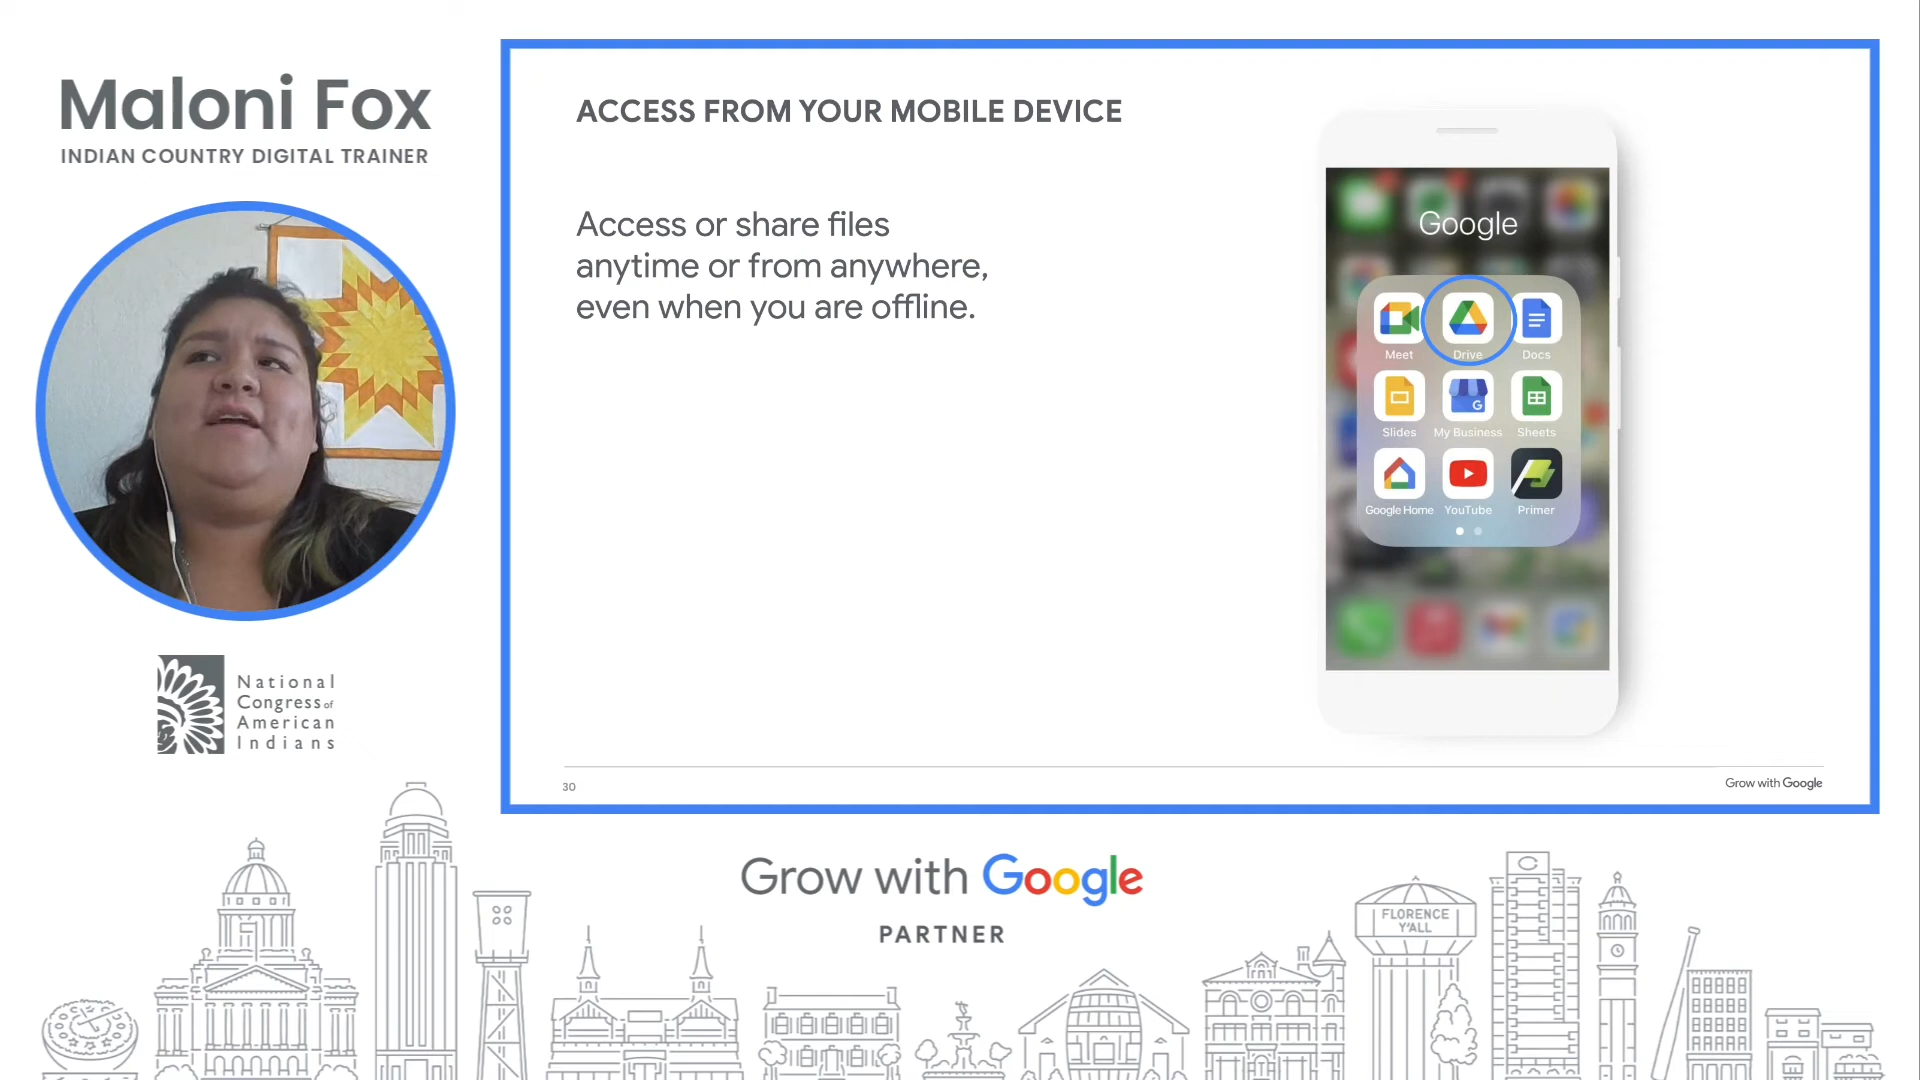 Maloni Fox
INDIAN COUNTRY DIGITAL TRAINER
National
Congress of
American
Indians
ACCESS FROM YOUR MOBILE DEVICE
Access or share files
anytime or from anywhere,
even when you are offline.
Google
Meet Drive Docs
Slides My Business Sheets
Google Home YouTube Primer
30
Grow with Google
Grow with Google
PARTNER
FLORENCE
Y'ALL
C